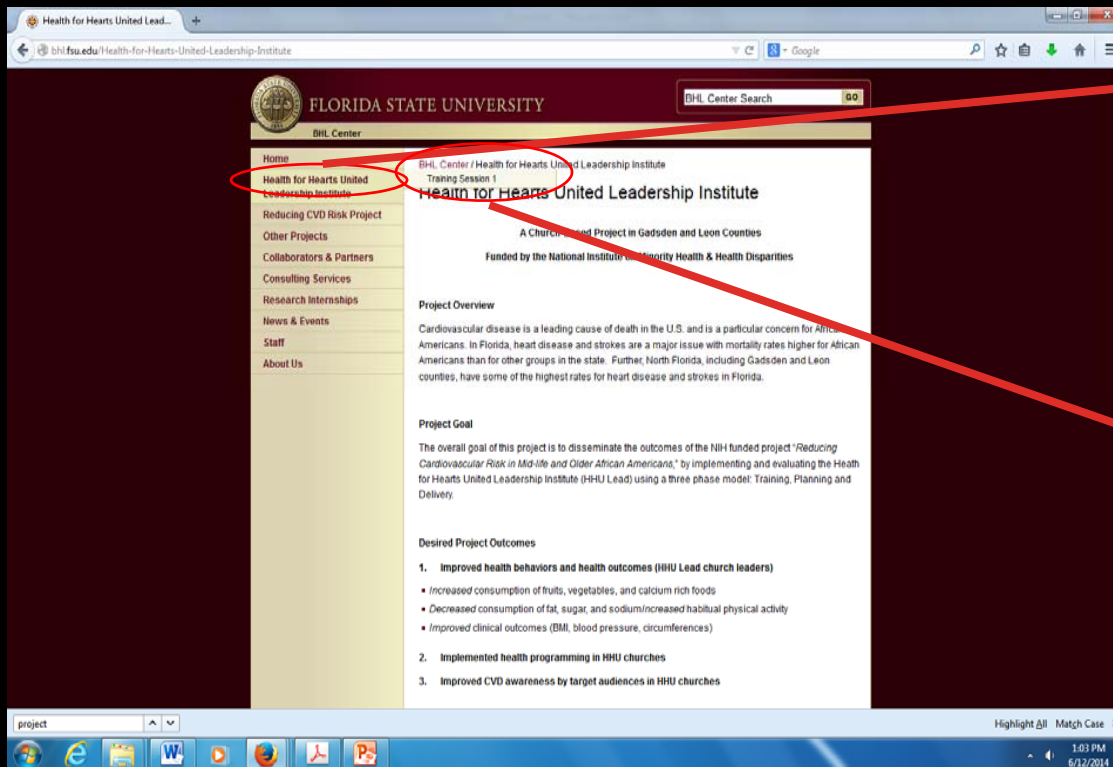 Health for Hearts United Lead...
bhl.fsu.edu/Health-for-Hearts-United-Leadership-Institute
Google
FLORIDA STATE UNIVERSITY
BHL Center Search
GO
BHL Center
Home
Health for Hearts United
Leadership Institute
Reducing CVD Risk Project
Other Projects
Collaborators & Partners
Consulting Services
Research Internships
News & Events
Staff
About Us
BHL Center / Health for Hearts United Leadership Institute
Training Session 1
Health for Hearts United Leadership Institute
A Church-Based Project in Gadsden and Leon Counties
Funded by the National Institute on Minority Health & Health Disparities
Project Overview
Cardiovascular disease is a leading cause of death in the U.S. and is a particular concern for African
Americans. In Florida, heart disease and strokes are a major issue with mortality rates higher for African
Americans than for other groups in the state. Further, North Florida, including Gadsden and Leon
counties, have some of the highest rates for heart disease and strokes in Florida.
Project Goal
The overall goal of this project is to disseminate the outcomes of the NIH funded project "Reducing
Cardiovascular Risk in Mid-life and Older African Americans," by implementing and evaluating the Heath
for Hearts United Leadership Institute (HHU Lead) using a three phase model: Training, Planning and
Delivery.
Desired Project Outcomes
1. Improved health behaviors and health outcomes (HHU Lead church leaders)
▪ Increased consumption of fruits, vegetables, and calcium rich foods
▪ Decreased consumption of fat, sugar, and sodium/increased habitual physical activity
▪ Improved clinical outcomes (BMI, blood pressure, circumferences)
2. Implemented health programming in HHU churches
3. Improved CVD awareness by target audiences in HHU churches
project
Highlight All Match Case
1:03 PM
6/12/2014